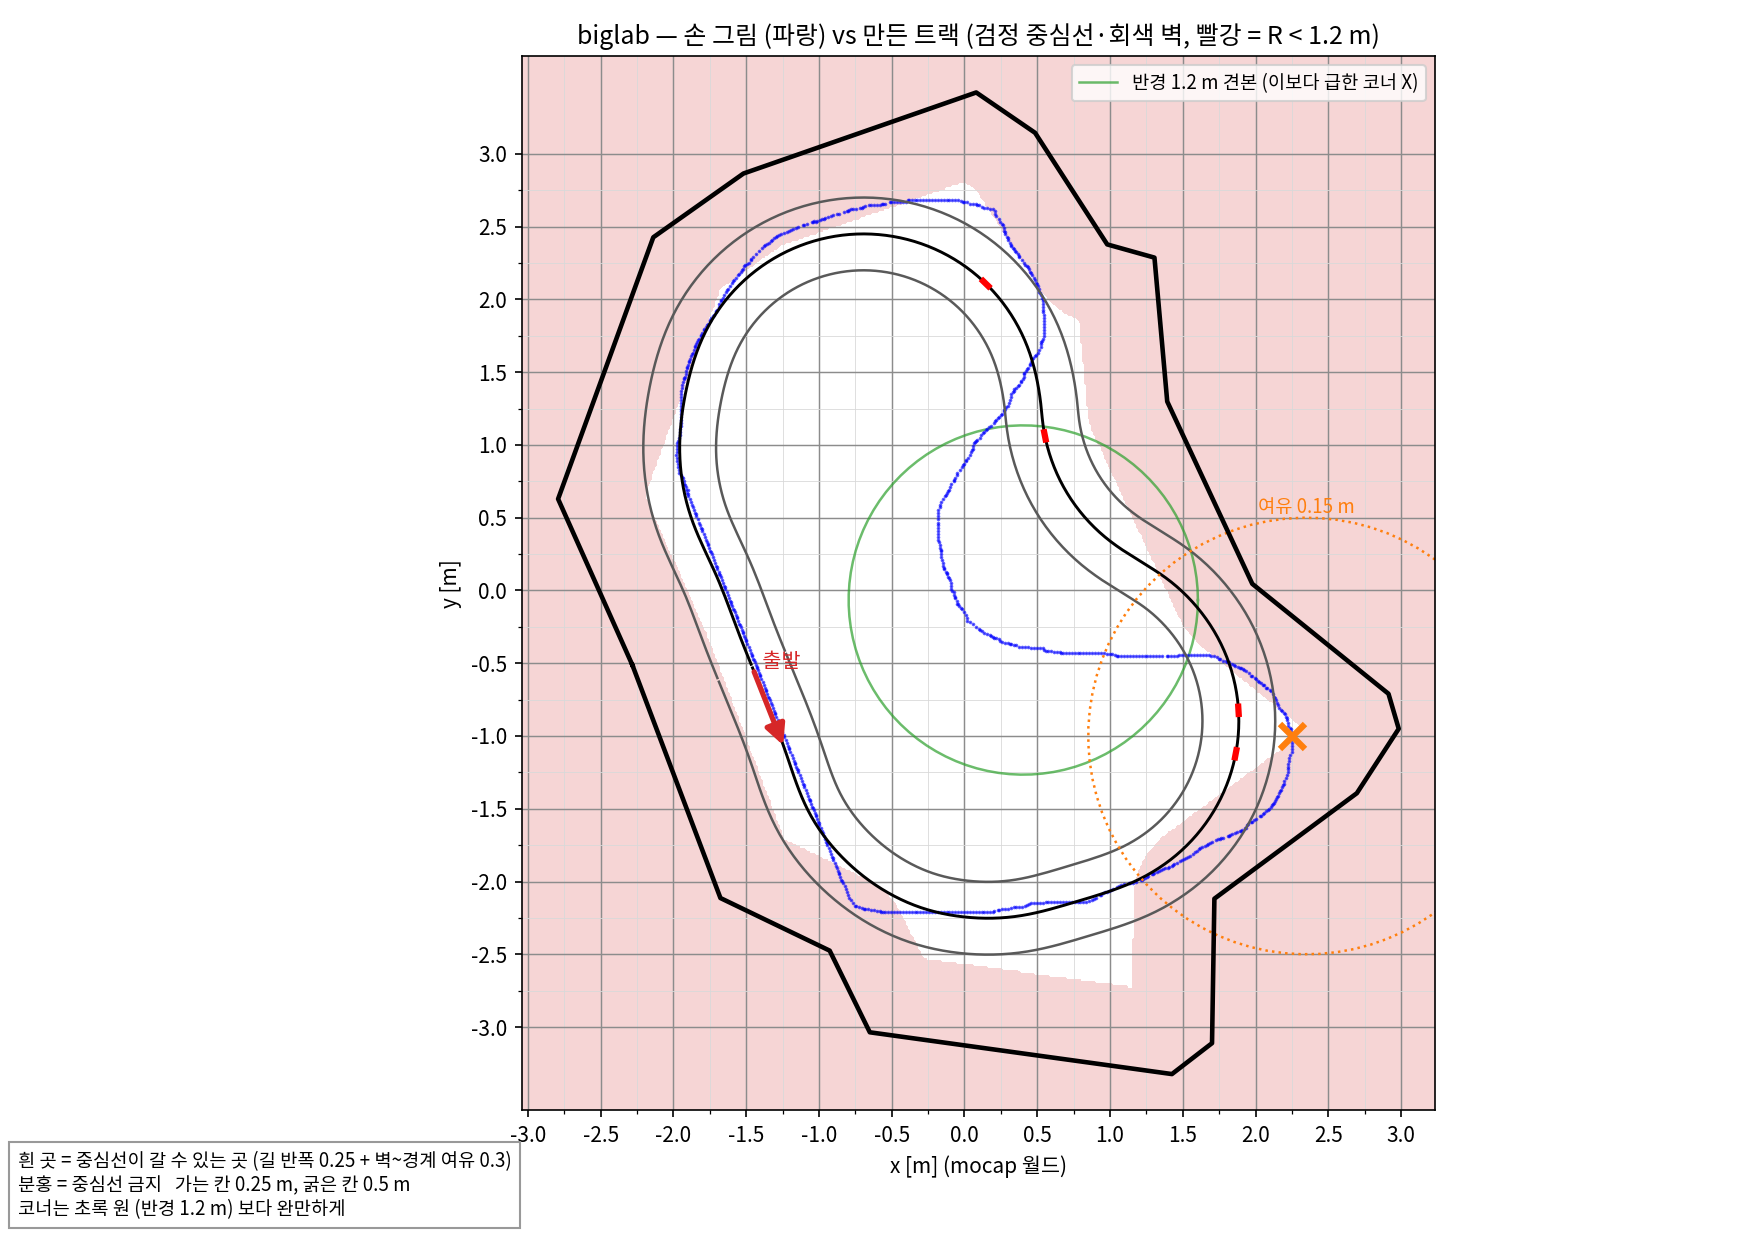 biglab — 손 그림 (파랑) vs 만든 트랙 (검정 중심선·회색 벽, 빨강 = R < 1.2 m)
반경 1.2 m 견본 (이보다 급한 코너 X)
3.0
2.5
2.0
1.5
1.0
0.5
0.0
-0.5
-1.0
-1.5
-2.0
-2.5
-3.0
y [m]
여유 0.15 m
출발
-3.0 -2.5 -2.0 -1.5 -1.0 -0.5 0.0 0.5 1.0 1.5 2.0 2.5 3.0
x [m] (mocap 월드)
흰 곳 = 중심선이 갈 수 있는 곳 (길 반폭 0.25 + 벽~경계 여유 0.3)
분홍 = 중심선 금지   가는 칸 0.25 m, 굵은 칸 0.5 m
코너는 초록 원 (반경 1.2 m) 보다 완만하게